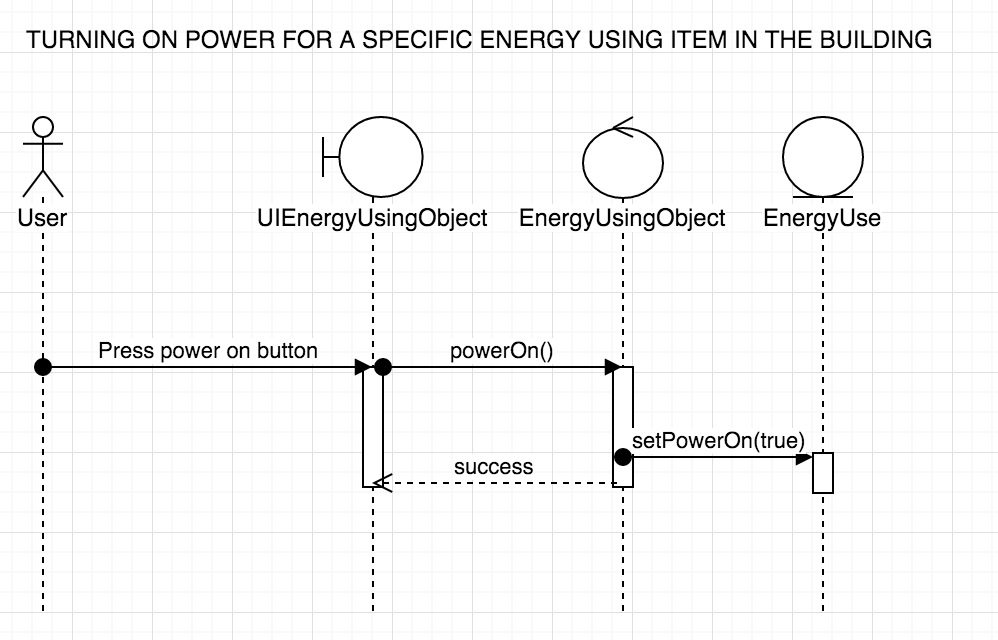 TURNING ON POWER FOR A SPECIFIC ENERGY USING ITEM IN THE BUILDING
User
UIEnergyUsingObject
EnergyUsingObject
EnergyUse
Press power on button
powerOn()
setPowerOn(true)
success